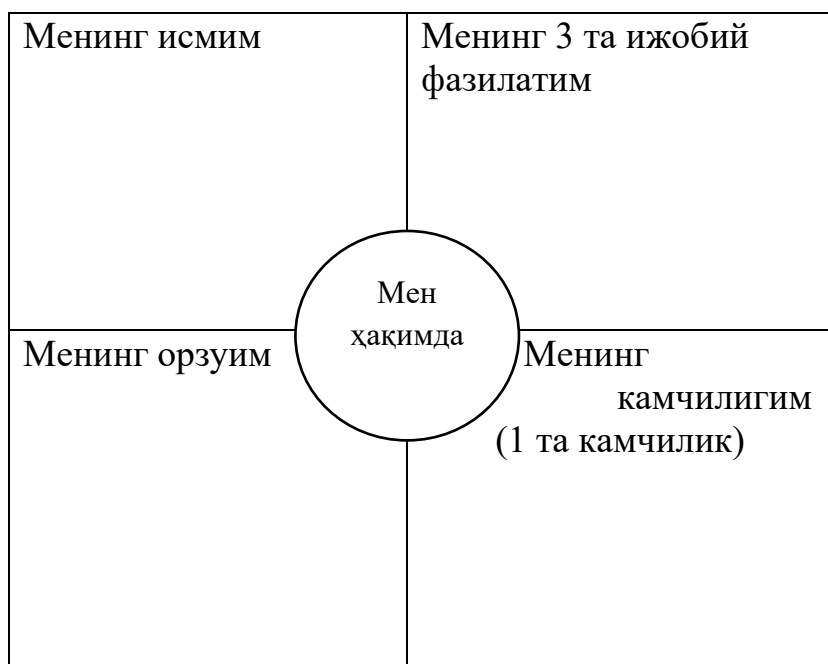 Менинг исмим
Менинг 3 та ижобий
фазилатим
Мен
ҳақимда
Менинг орзуим
Менинг
камчилигим
(1 та камчилик)